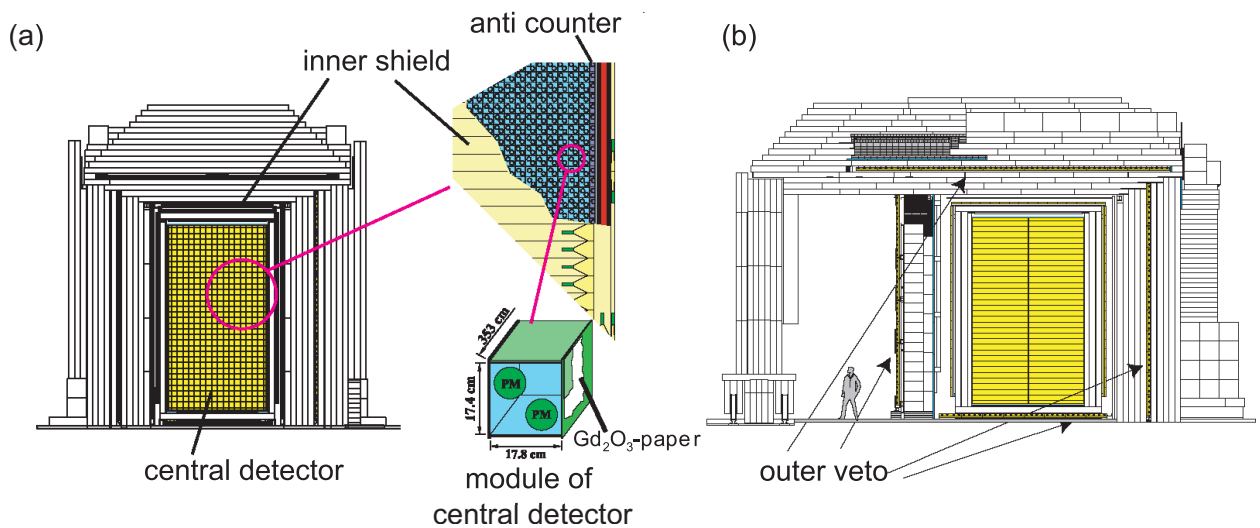 (a)
anti counter
inner shield
(b)
353 cm
PM
PM
17.4 cm
17.8 cm
Gd₂O₃-paper
central detector
module of
central detector
outer veto